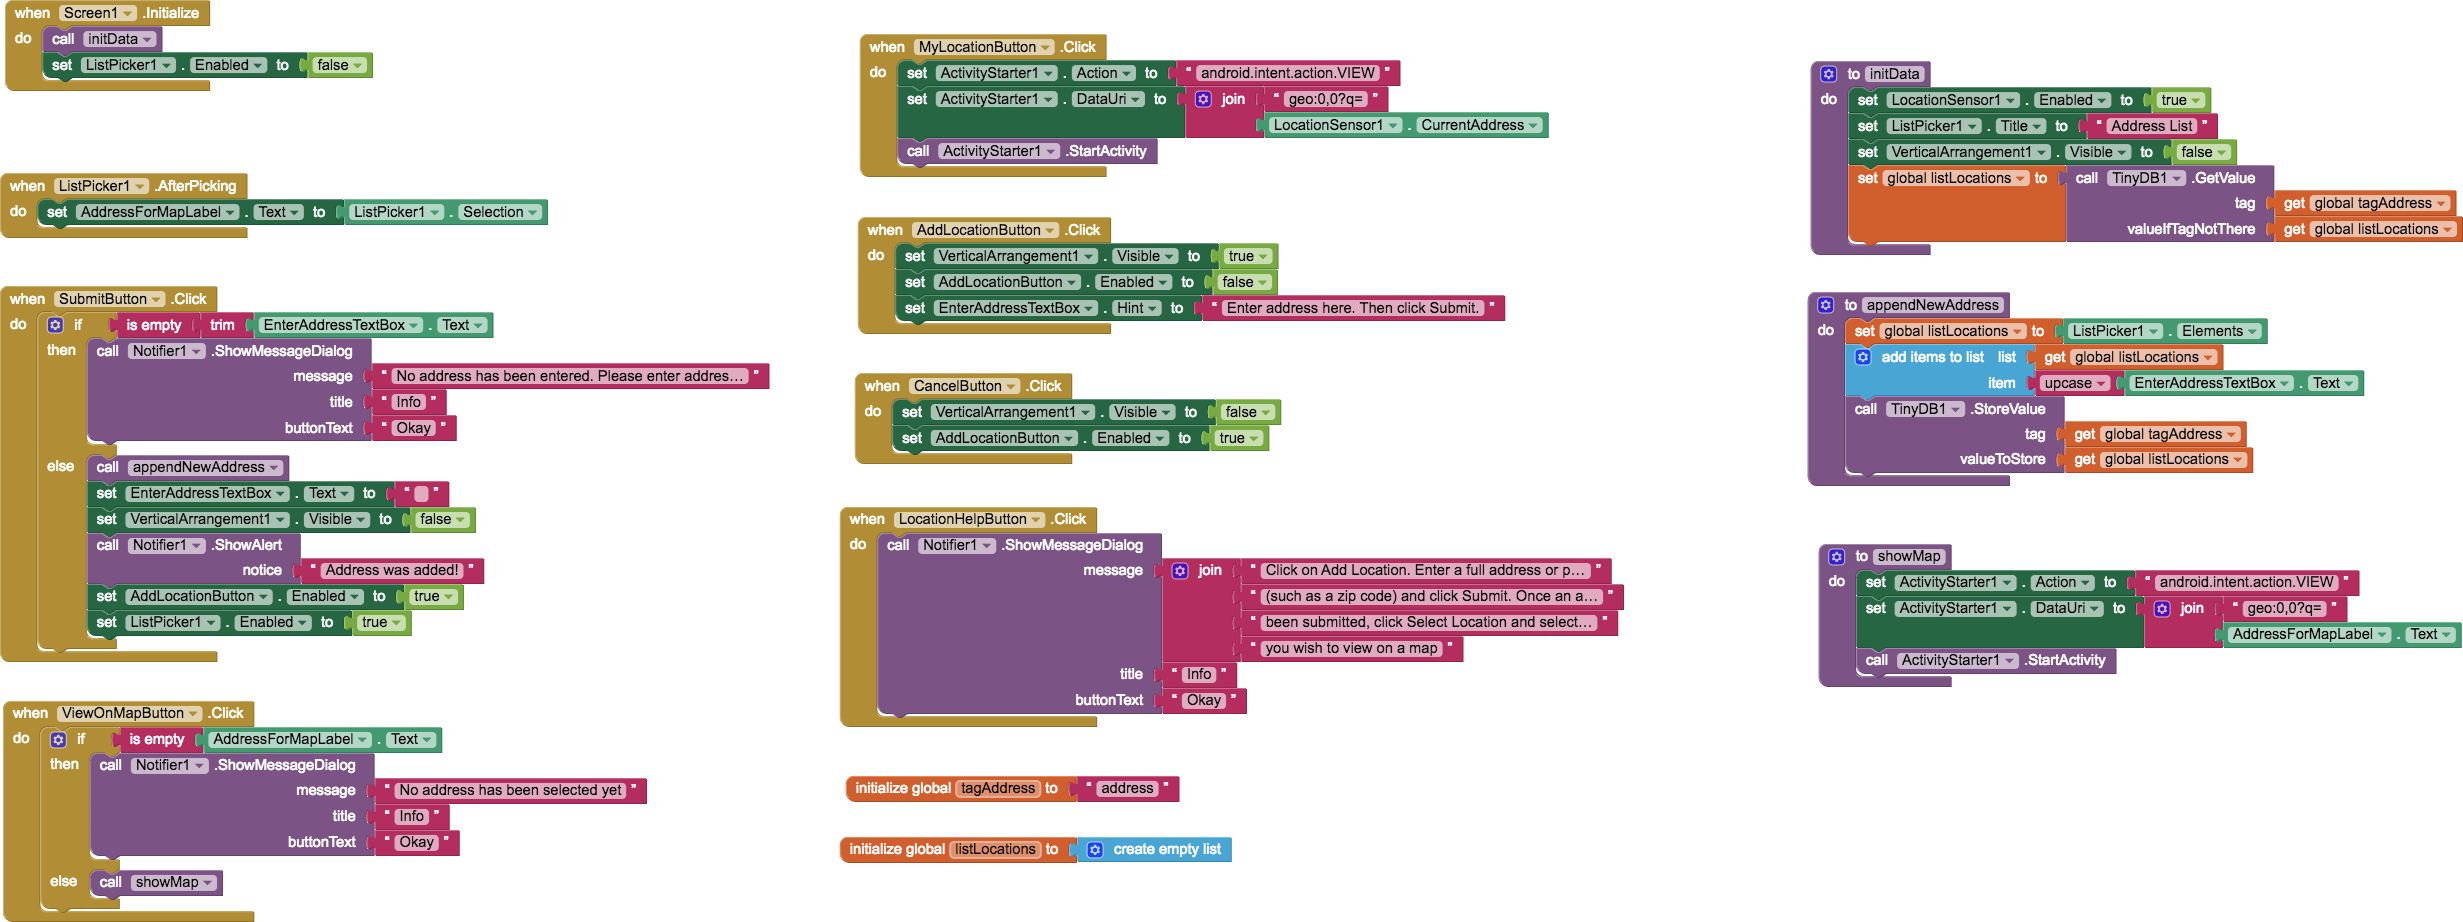 when Screen1 .Initialize
do call initData
set ListPicker1 . Enabled to false
when ListPicker1 .AfterPicking
do set AddressForMapLabel . Text to ListPicker1 . Selection
when SubmitButton .Click
do if is empty trim EnterAddressTextBox . Text
then call Notifier1 .ShowMessageDialog
message “ No address has been entered. Please enter addres... ”
title “ Info ”
buttonText “ Okay ”
else call appendNewAddress
set EnterAddressTextBox . Text to “ ”
set VerticalArrangement1 . Visible to false
call Notifier1 .ShowAlert
notice “ Address was added! ”
set AddLocationButton . Enabled to true
set ListPicker1 . Enabled to true
when ViewOnMapButton .Click
do if is empty AddressForMapLabel . Text
then call Notifier1 .ShowMessageDialog
message “ No address has been selected yet ”
title “ Info ”
buttonText “ Okay ”
else call showMap
when MyLocationButton .Click
do set ActivityStarter1 . Action to “ android.intent.action.VIEW ”
set ActivityStarter1 . DataUri to join “ geo:0,0?q= ”
LocationSensor1 . CurrentAddress
call ActivityStarter1 .StartActivity
when AddLocationButton .Click
do set VerticalArrangement1 . Visible to true
set AddLocationButton . Enabled to false
set EnterAddressTextBox . Hint to “ Enter address here. Then click Submit. ”
when CancelButton .Click
do set VerticalArrangement1 . Visible to false
set AddLocationButton . Enabled to true
when LocationHelpButton .Click
do call Notifier1 .ShowMessageDialog
message join “ Click on Add Location. Enter a full address or p... ”
“ (such as a zip code) and click Submit. Once an a... ”
“ been submitted, click Select Location and select... ”
“ you wish to view on a map ”
title “ Info ”
buttonText “ Okay ”
initialize global tagAddress to “ address ”
initialize global listLocations to create empty list
to initData
do set LocationSensor1 . Enabled to true
set ListPicker1 . Title to “ Address List ”
set VerticalArrangement1 . Visible to false
set global listLocations to call TinyDB1 .GetValue
tag get global tagAddress
valueIfTagNotThere get global listLocations
to appendNewAddress
do set global listLocations to ListPicker1 . Elements
add items to list list get global listLocations
item upcase EnterAddressTextBox . Text
call TinyDB1 .StoreValue
tag get global tagAddress
valueToStore get global listLocations
to showMap
do set ActivityStarter1 . Action to “ android.intent.action.VIEW ”
set ActivityStarter1 . DataUri to join “ geo:0,0?q= ”
AddressForMapLabel . Text
call ActivityStarter1 .StartActivity